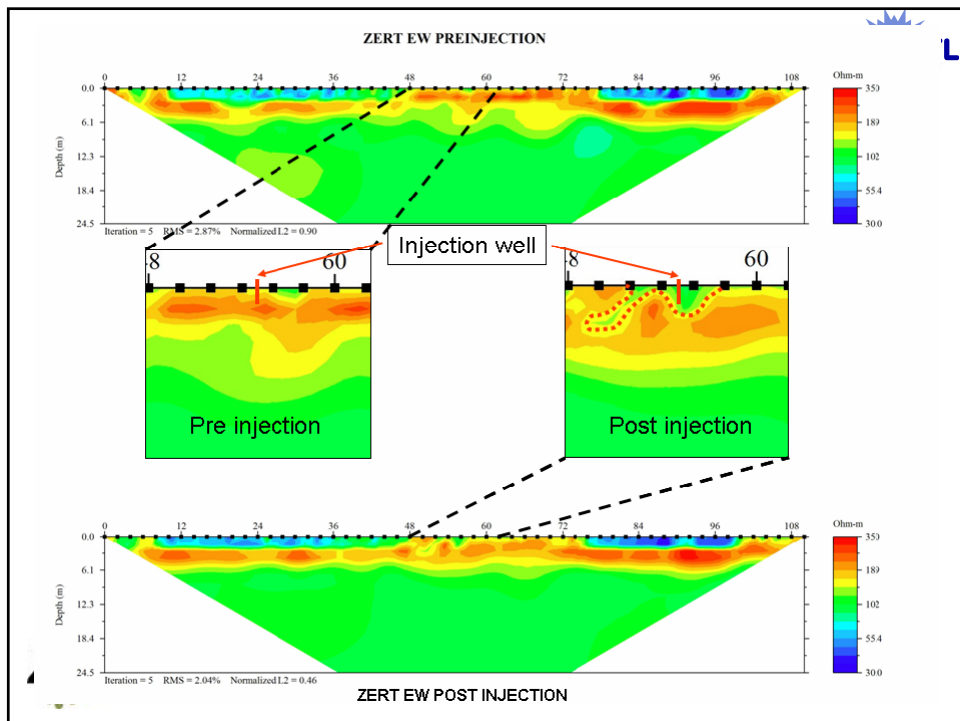 ZERT EW PREINJECTION
TL
0 12 24 36 48 60 72 84 96 108
Ohm-m
Depth (m)
0.0
6.1
12.3
18.4
24.5
353
189
102
55.4
30.0
Iteration = 5 RMS = 2.87% Normalized L2 = 0.90
Injection well
48 60
Pre injection
48 60
Post injection
0 12 24 36 48 60 72 84 96 108
Ohm-m
Depth (m)
0.0
6.1
12.3
18.4
24.5
353
189
102
55.4
30.0
Iteration = 5 RMS = 2.04% Normalized L2 = 0.46
ZERT EW POST INJECTION